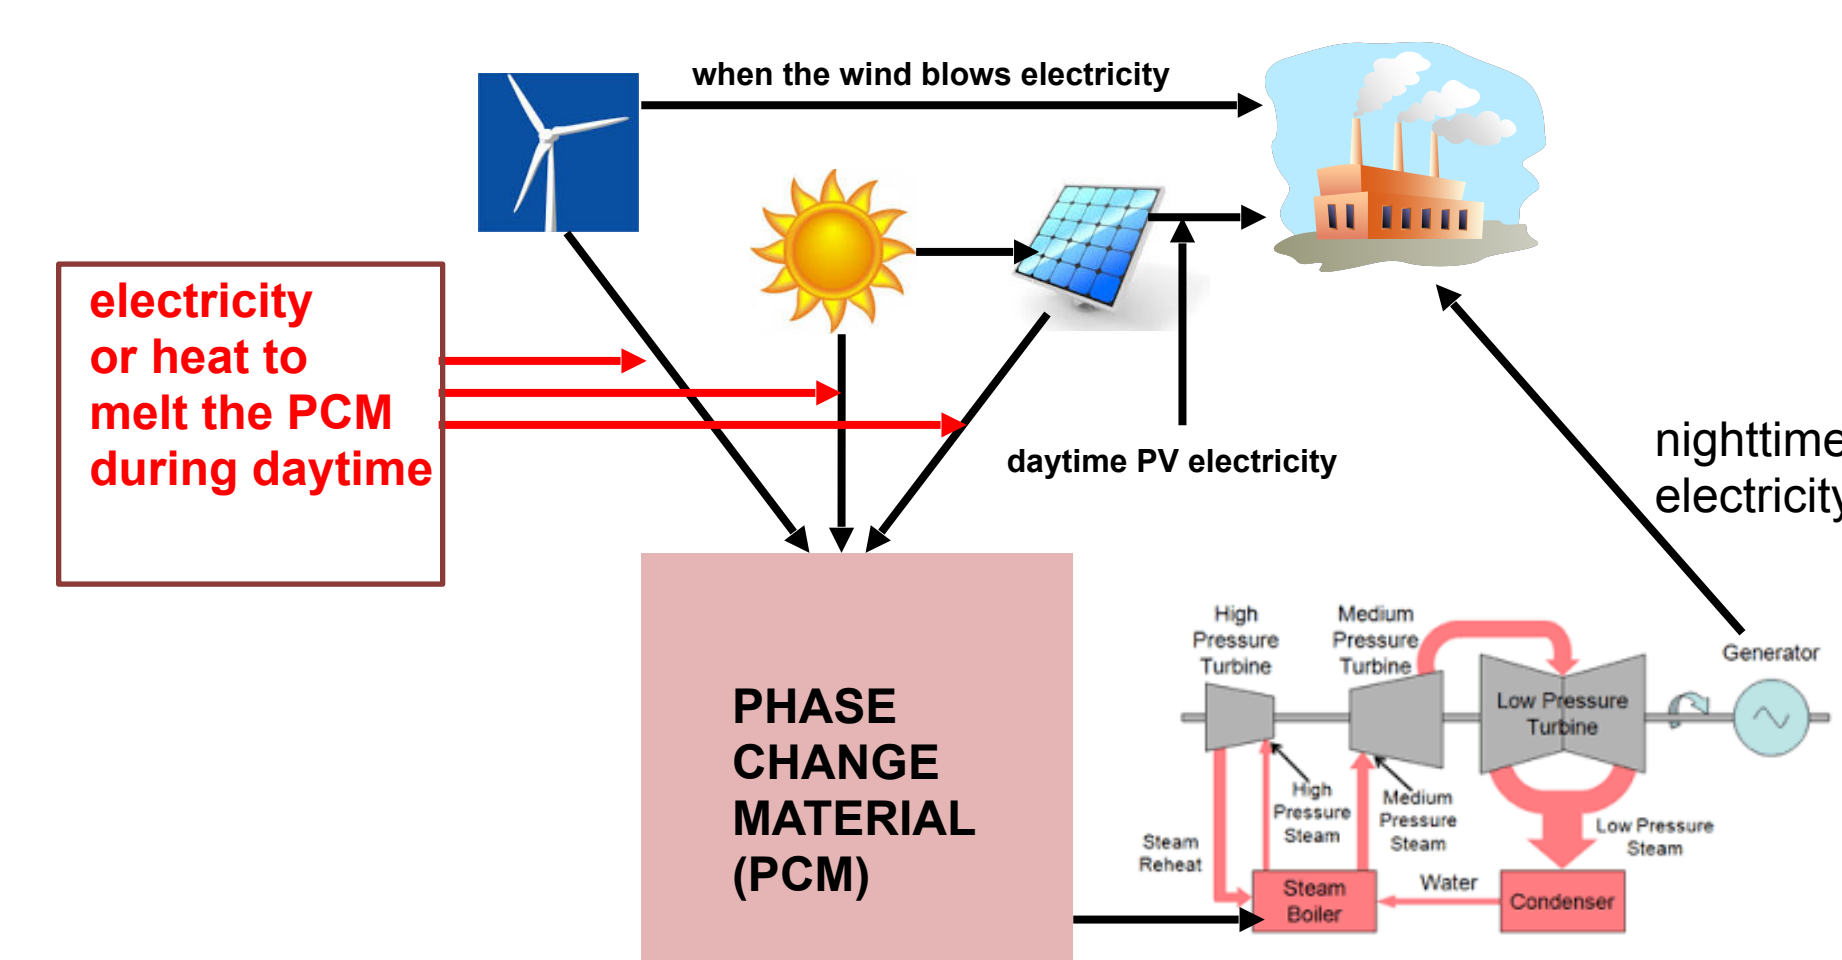 when the wind blows electricity
electricity
or heat to
melt the PCM
during daytime
daytime PV electricity
nighttime
electricity
PHASE
CHANGE
MATERIAL
(PCM)
High
Pressure
Turbine
Medium
Pressure
Turbine
Generator
Low Pressure
Turbine
High
Pressure
Steam
Medium
Pressure
Steam
Low Pressure
Steam
Steam
Reheat
Steam
Boiler
Water
Condenser